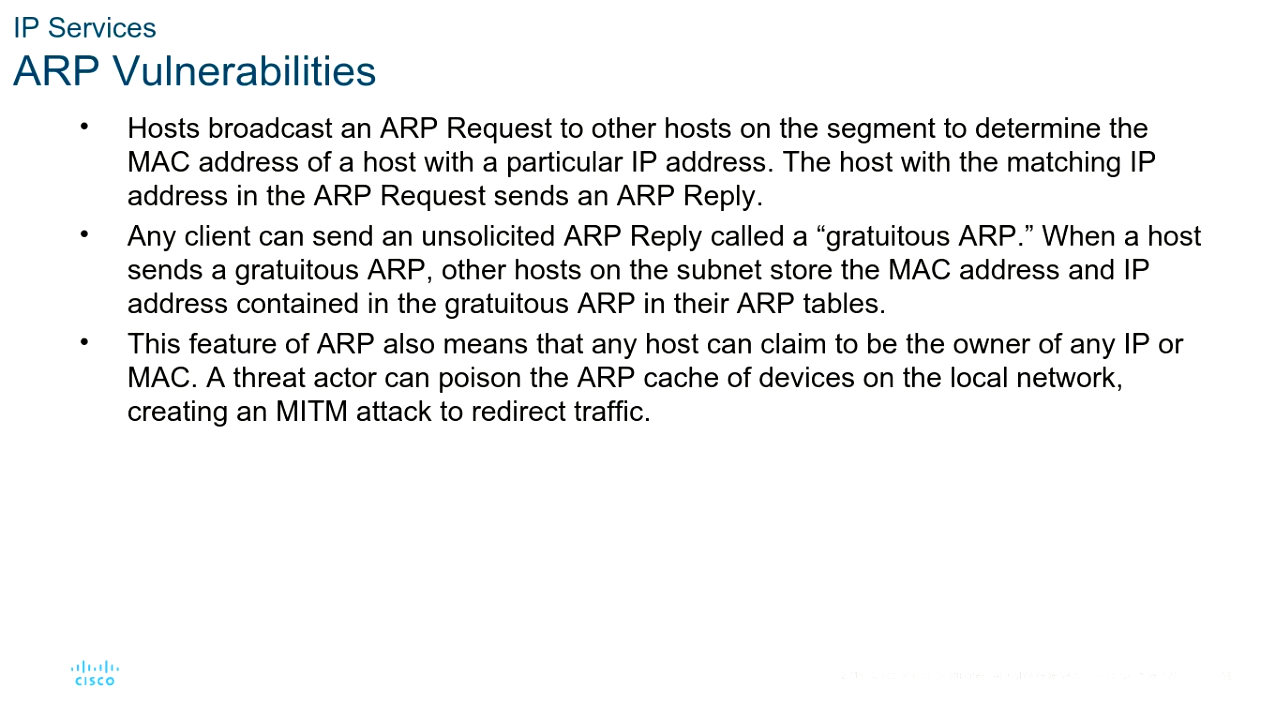 IP Services
ARP Vulnerabilities
• Hosts broadcast an ARP Request to other hosts on the segment to determine the
MAC address of a host with a particular IP address. The host with the matching IP
address in the ARP Request sends an ARP Reply.
• Any client can send an unsolicited ARP Reply called a “gratuitous ARP.” When a host
sends a gratuitous ARP, other hosts on the subnet store the MAC address and IP
address contained in the gratuitous ARP in their ARP tables.
• This feature of ARP also means that any host can claim to be the owner of any IP or
MAC. A threat actor can poison the ARP cache of devices on the local network,
creating an MITM attack to redirect traffic.
CISCO